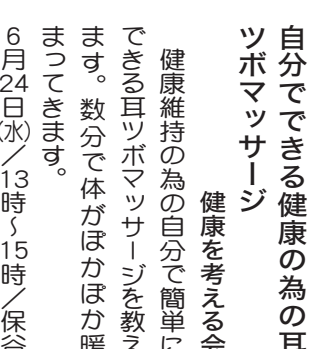 自分でできる健康の為の耳
ツボマッサージ
健康を考える会
健康維持の為の自分で簡単に
できる耳ツボマッサージを教え
ます。数分で体がぽかぽか暖
まってきます。
6月24日㈬／13時～15時／保谷